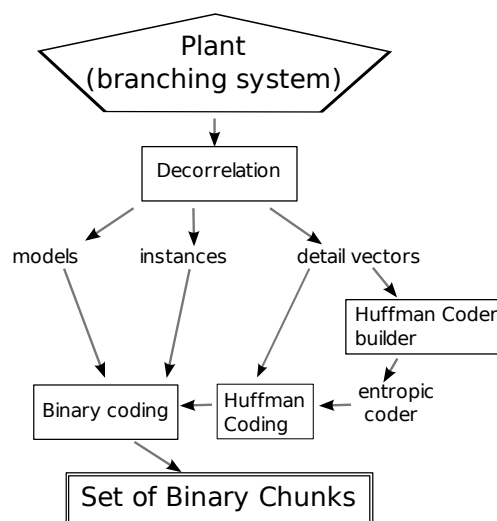 Plant
(branching system)
Decorrelation
models
instances
detail vectors
Huffman Coder
builder
entropic
coder
Huffman
Coding
Binary coding
Set of Binary Chunks